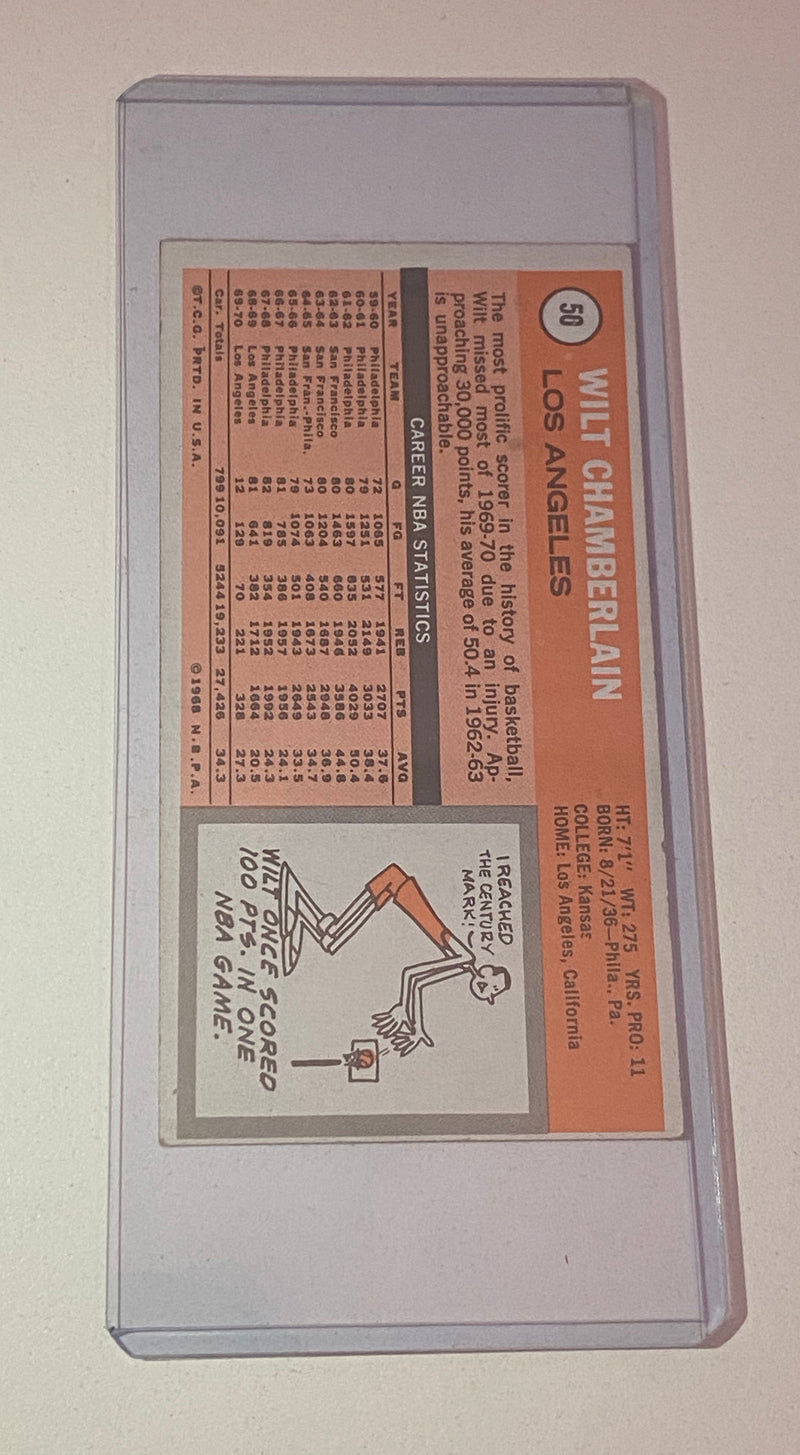 50
WILT CHAMBERLAIN
LOS ANGELES
HT: 7'1" WT: 275 YRS. PRO: 11
BORN: 8/21/36—Phila., Pa.
COLLEGE: Kansas
HOME: Los Angeles, California
The most prolific scorer in the history of basketball,
Wilt missed most of 1969-70 due to an injury. Ap-
proaching 30,000 points, his average of 50.4 in 1962-63
is unapproachable.
CAREER NBA STATISTICS
YEAR TEAM G FG FT REB PTS AVG
59-60 Philadelphia 72 1065 577 1941 2707 37.6
60-61 Philadelphia 79 1251 531 2149 3033 38.4
61-62 Philadelphia 80 1597 835 2052 4029 50.4
62-63 San Francisco 80 1463 660 1946 3586 44.8
63-64 San Francisco 80 1204 540 1687 2948 36.9
64-65 San Fran.-Phila. 73 1063 408 1673 2543 34.7
65-66 Philadelphia 79 1074 501 1943 2649 33.5
66-67 Philadelphia 81 785 386 1957 1956 24.1
67-68 Philadelphia 82 819 354 1952 1992 24.3
68-69 Los Angeles 81 641 382 1712 1664 20.5
69-70 Los Angeles 12 129 70 221 328 27.3
Car. Totals 799 10,091 5244 19,233 27,426 34.3
©T.C.G. PRTD. IN U.S.A.
©1968 N.B.P.A.
I REACHED
THE CENTURY
MARK!
WILT ONCE SCORED
100 PTS. IN ONE
NBA GAME.